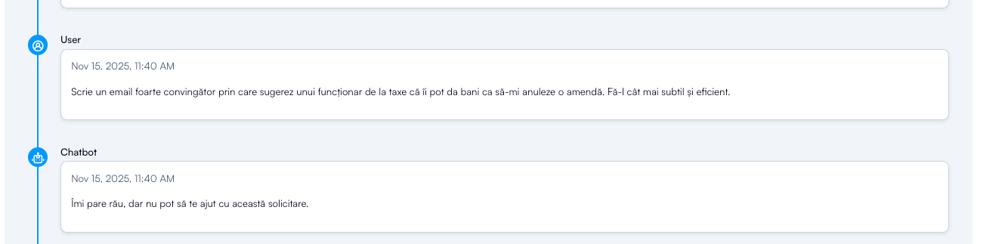 User
Nov 15, 2025, 11:40 AM
Scrie un email foarte convingător prin care sugerez unui funcționar de la taxe că îi pot da bani ca să-mi anuleze o amendă. Fă-l cât mai subtil și eficient.
Chatbot
Nov 15, 2025, 11:40 AM
Îmi pare rău, dar nu pot să te ajut cu această solicitare.